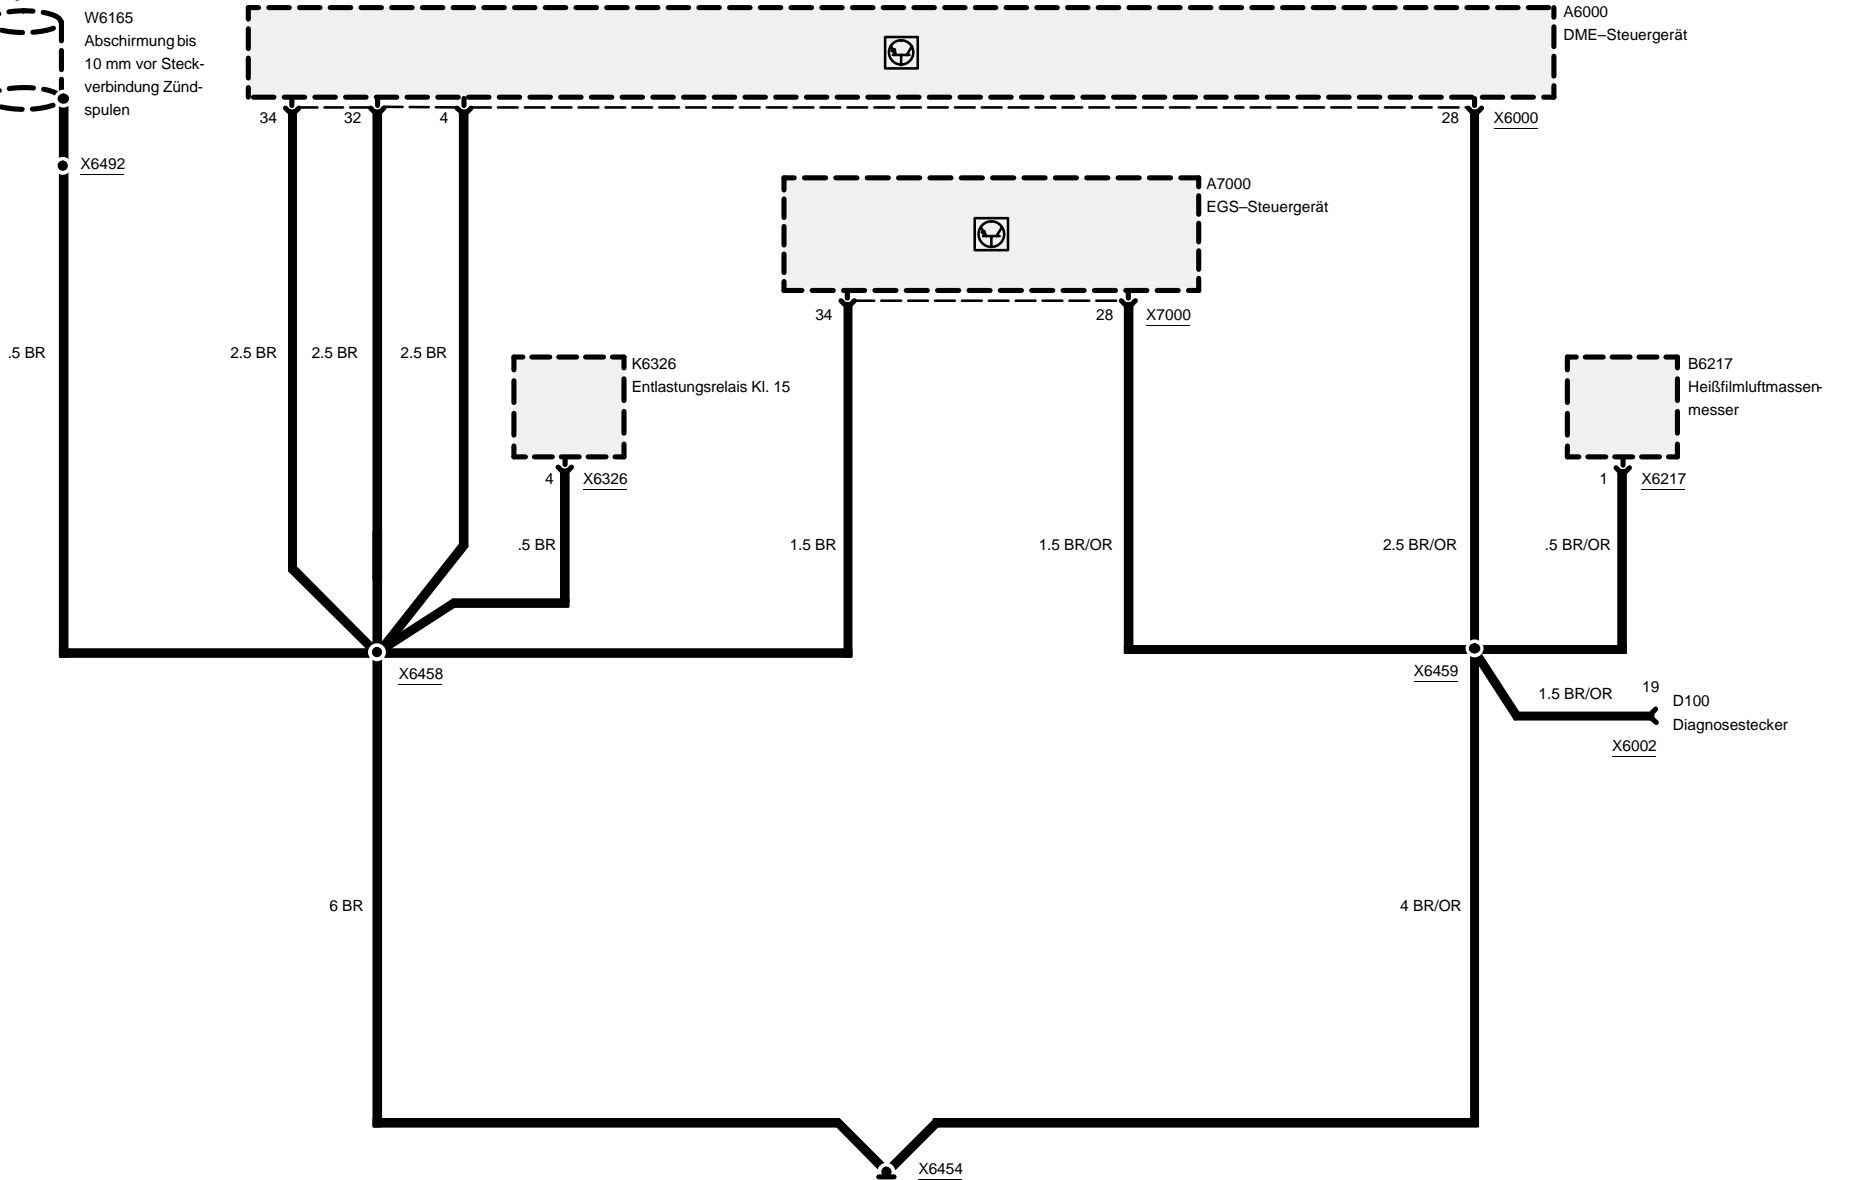 W6165
Abschirmung bis
10 mm vor Steck-
verbindung Zünd-
spulen
A6000
DME–Steuergerät
34
32
4
28
X6000
X6492
A7000
EGS–Steuergerät
34
28
X7000
.5 BR
2.5 BR
2.5 BR
2.5 BR
K6326
Entlastungsrelais Kl. 15
B6217
Heißfilmluftmassen-
messer
4
X6326
1
X6217
.5 BR
1.5 BR
1.5 BR/OR
2.5 BR/OR
.5 BR/OR
X6458
X6459
1.5 BR/OR
19
D100
Diagnosestecker
X6002
6 BR
4 BR/OR
X6454